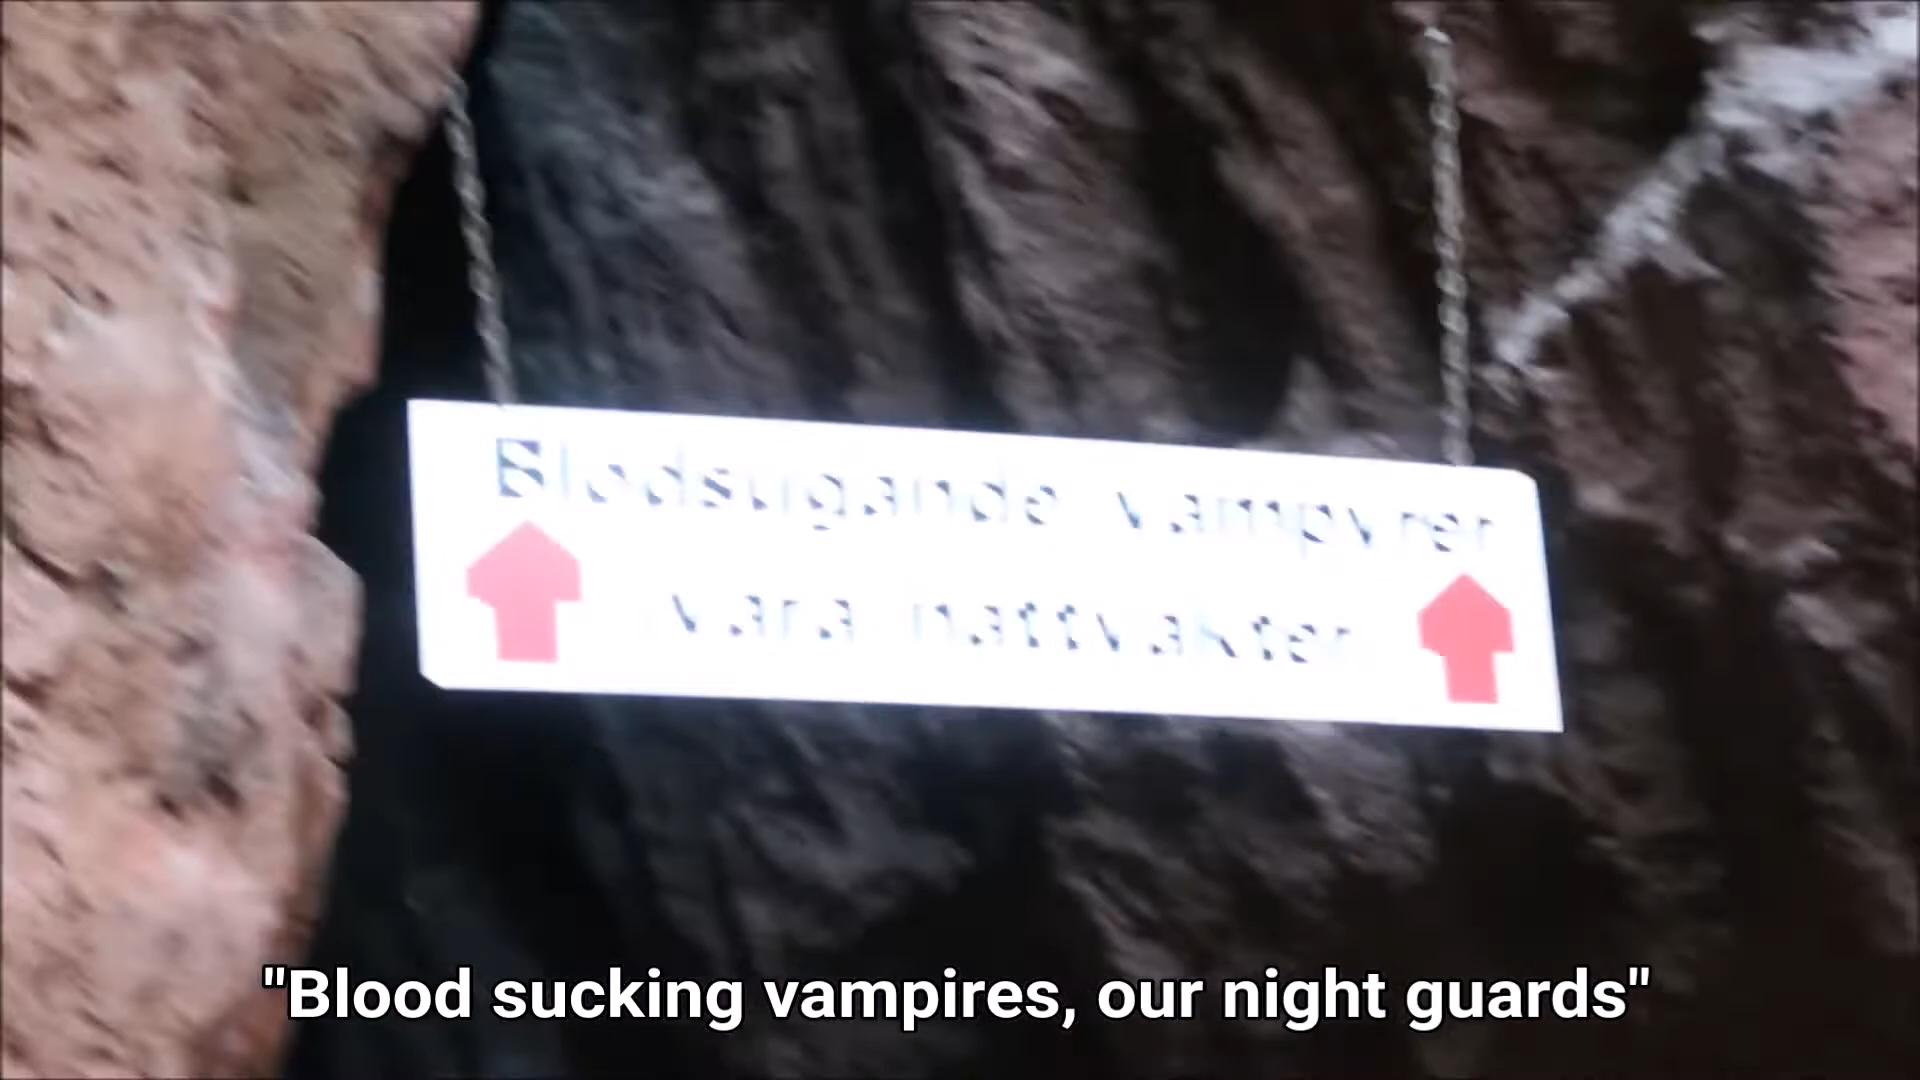 Blodsugande vampyrer
våra nattvakter
"Blood sucking vampires, our night guards"